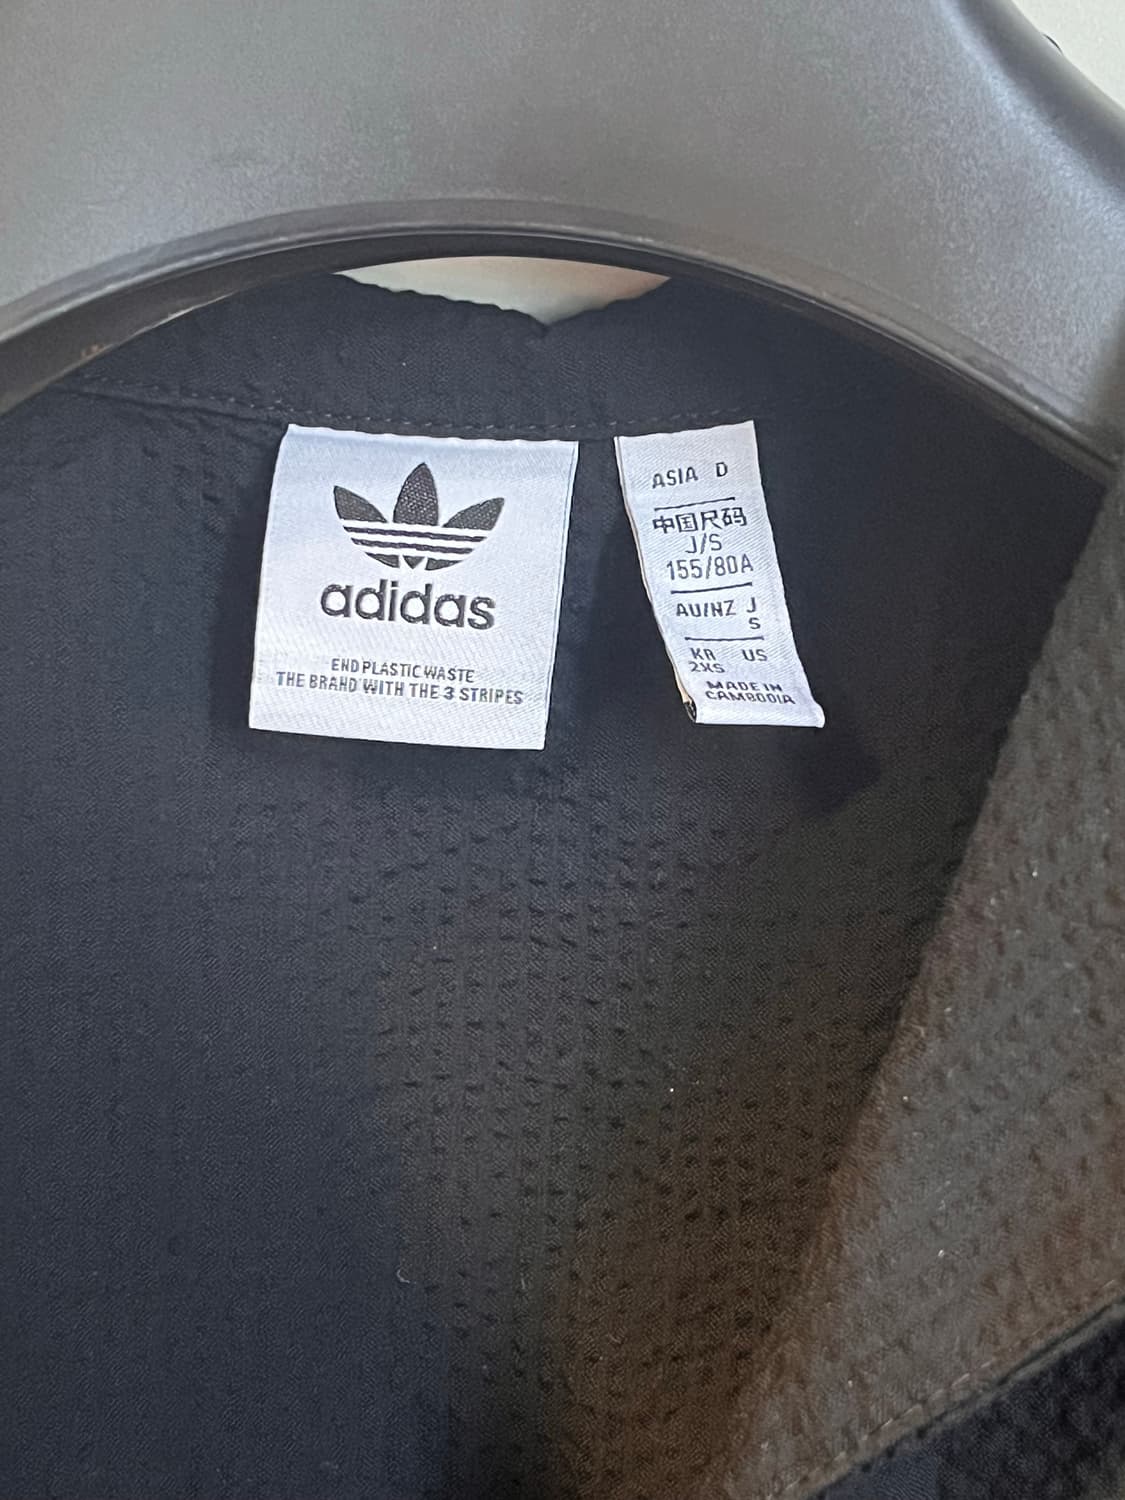 adidas
END PLASTIC WASTE
THE BRAND WITH THE 3 STRIPES
ASIA D
中国尺码
J/S
155/80A
AU/NZ J
S
KR US
2XS
MADE IN
CAMBODIA